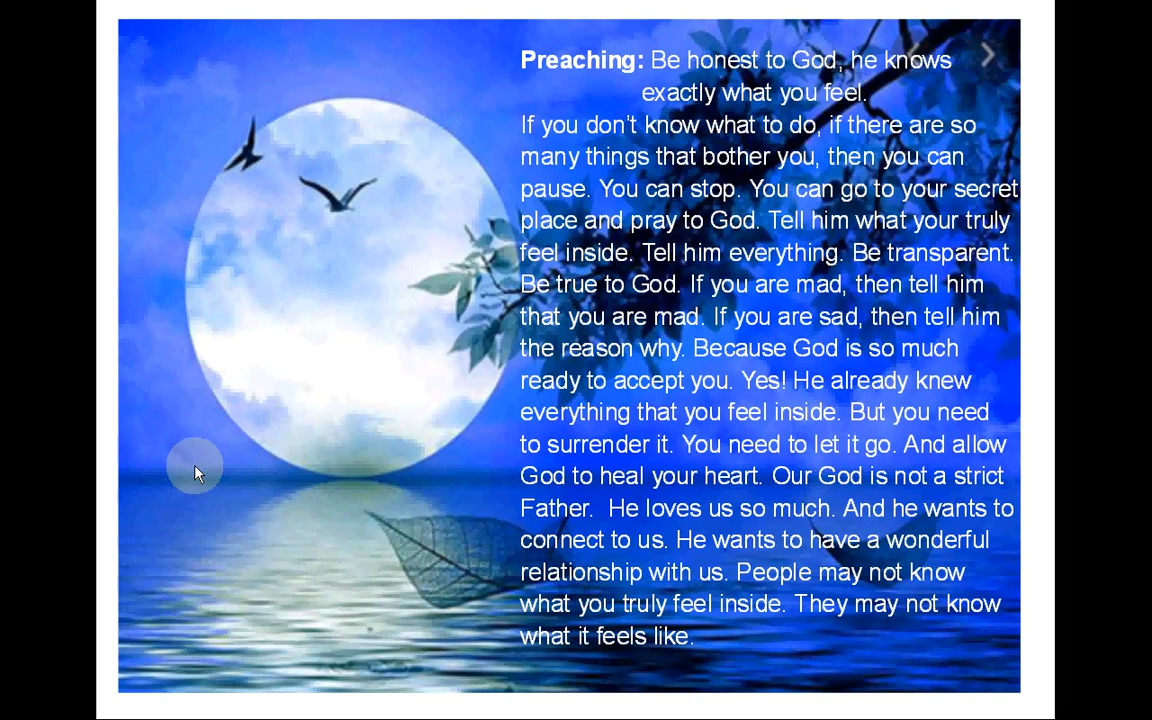 Preaching: Be honest to God, he knows
exactly what you feel.
If you don't know what to do, if there are so
many things that bother you, then you can
pause. You can stop. You can go to your secret
place and pray to God. Tell him what your truly
feel inside. Tell him everything. Be transparent.
Be true to God. If you are mad, then tell him
that you are mad. If you are sad, then tell him
the reason why. Because God is so much
ready to accept you. Yes! He already knew
everything that you feel inside. But you need
to surrender it. You need to let it go. And allow
God to heal your heart. Our God is not a strict
Father.  He loves us so much. And he wants to
connect to us. He wants to have a wonderful
relationship with us. People may not know
what you truly feel inside. They may not know
what it feels like.